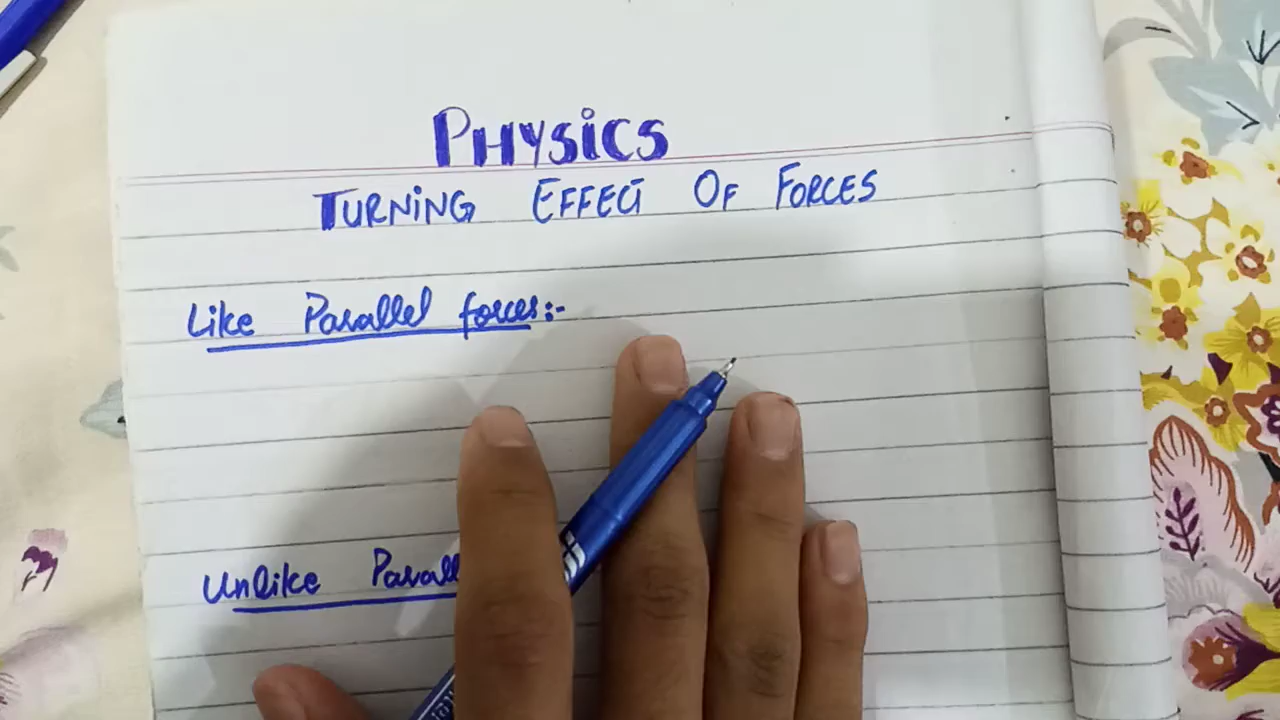 PHYSICS
TURNING EFFECT OF FORCES
Like Parallel forces:-
Unlike